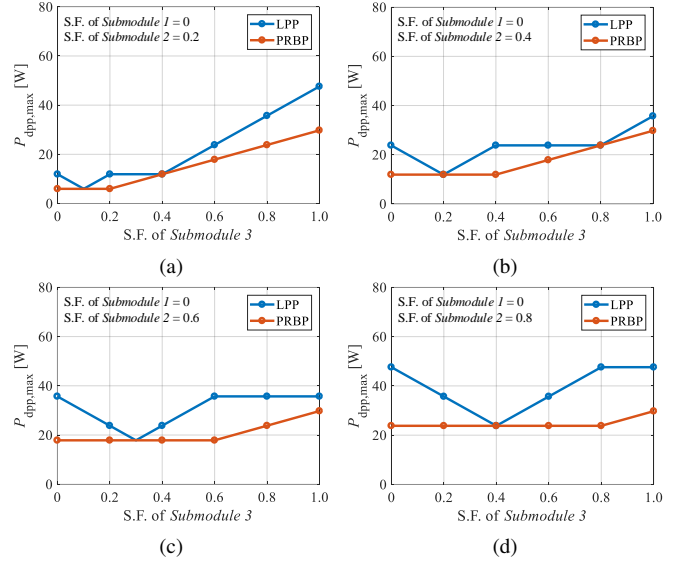 S.F. of Submodule 1 = 0
S.F. of Submodule 2 = 0.2
LPP
PRBP
80
60
40
20
0
P_dpp,max [W]
0 0.2 0.4 0.6 0.8 1.0
S.F. of Submodule 3
(a)
S.F. of Submodule 1 = 0
S.F. of Submodule 2 = 0.4
LPP
PRBP
80
60
40
20
0
P_dpp,max [W]
0 0.2 0.4 0.6 0.8 1.0
S.F. of Submodule 3
(b)
S.F. of Submodule 1 = 0
S.F. of Submodule 2 = 0.6
LPP
PRBP
80
60
40
20
0
P_dpp,max [W]
0 0.2 0.4 0.6 0.8 1.0
S.F. of Submodule 3
(c)
S.F. of Submodule 1 = 0
S.F. of Submodule 2 = 0.8
LPP
PRBP
80
60
40
20
0
P_dpp,max [W]
0 0.2 0.4 0.6 0.8 1.0
S.F. of Submodule 3
(d)